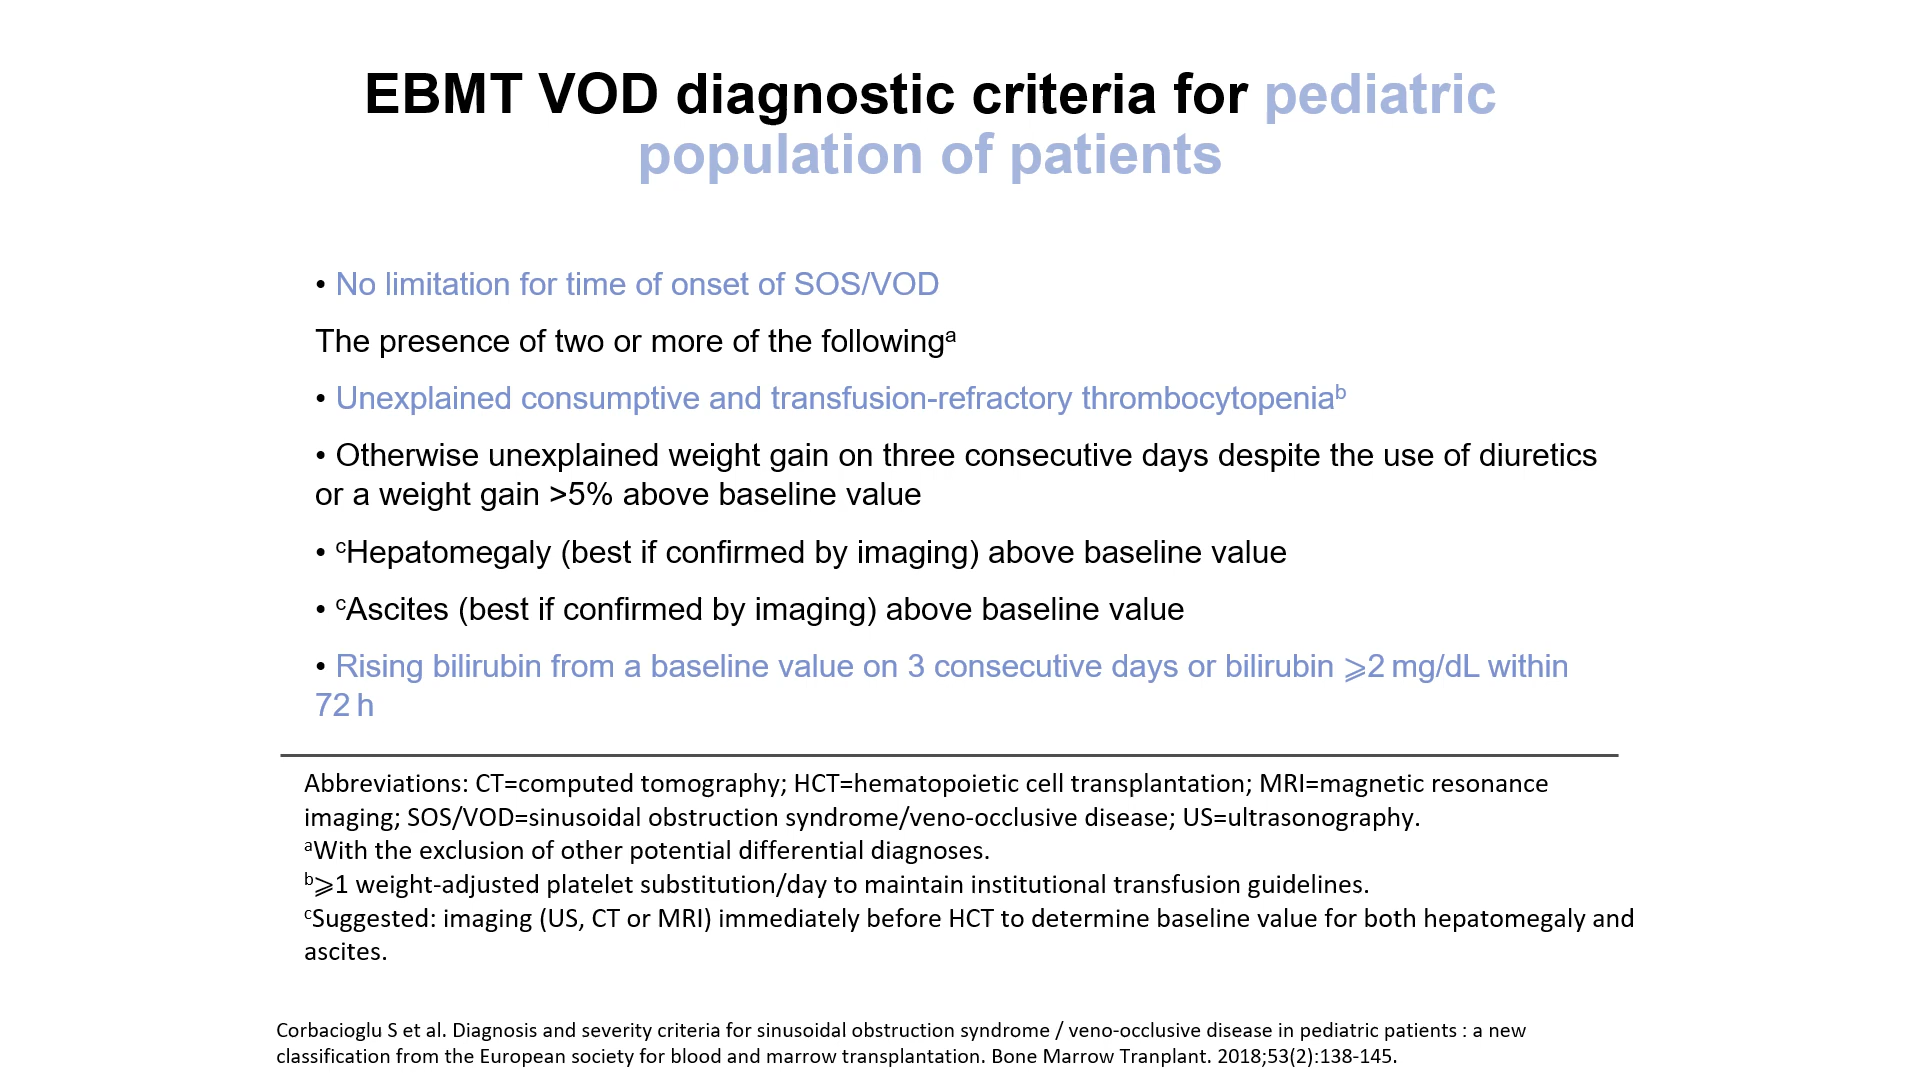 EBMT VOD diagnostic criteria for pediatric
population of patients
• No limitation for time of onset of SOS/VOD
The presence of two or more of the followingᵃ
• Unexplained consumptive and transfusion-refractory thrombocytopeniaᵇ
• Otherwise unexplained weight gain on three consecutive days despite the use of diuretics
or a weight gain >5% above baseline value
• ᶜHepatomegaly (best if confirmed by imaging) above baseline value
• ᶜAscites (best if confirmed by imaging) above baseline value
• Rising bilirubin from a baseline value on 3 consecutive days or bilirubin ⩾2 mg/dL within
72 h
Abbreviations: CT=computed tomography; HCT=hematopoietic cell transplantation; MRI=magnetic resonance
imaging; SOS/VOD=sinusoidal obstruction syndrome/veno-occlusive disease; US=ultrasonography.
ᵃWith the exclusion of other potential differential diagnoses.
ᵇ⩾1 weight-adjusted platelet substitution/day to maintain institutional transfusion guidelines.
ᶜSuggested: imaging (US, CT or MRI) immediately before HCT to determine baseline value for both hepatomegaly and
ascites.
Corbacioglu S et al. Diagnosis and severity criteria for sinusoidal obstruction syndrome / veno-occlusive disease in pediatric patients : a new
classification from the European society for blood and marrow transplantation. Bone Marrow Tranplant. 2018;53(2):138-145.